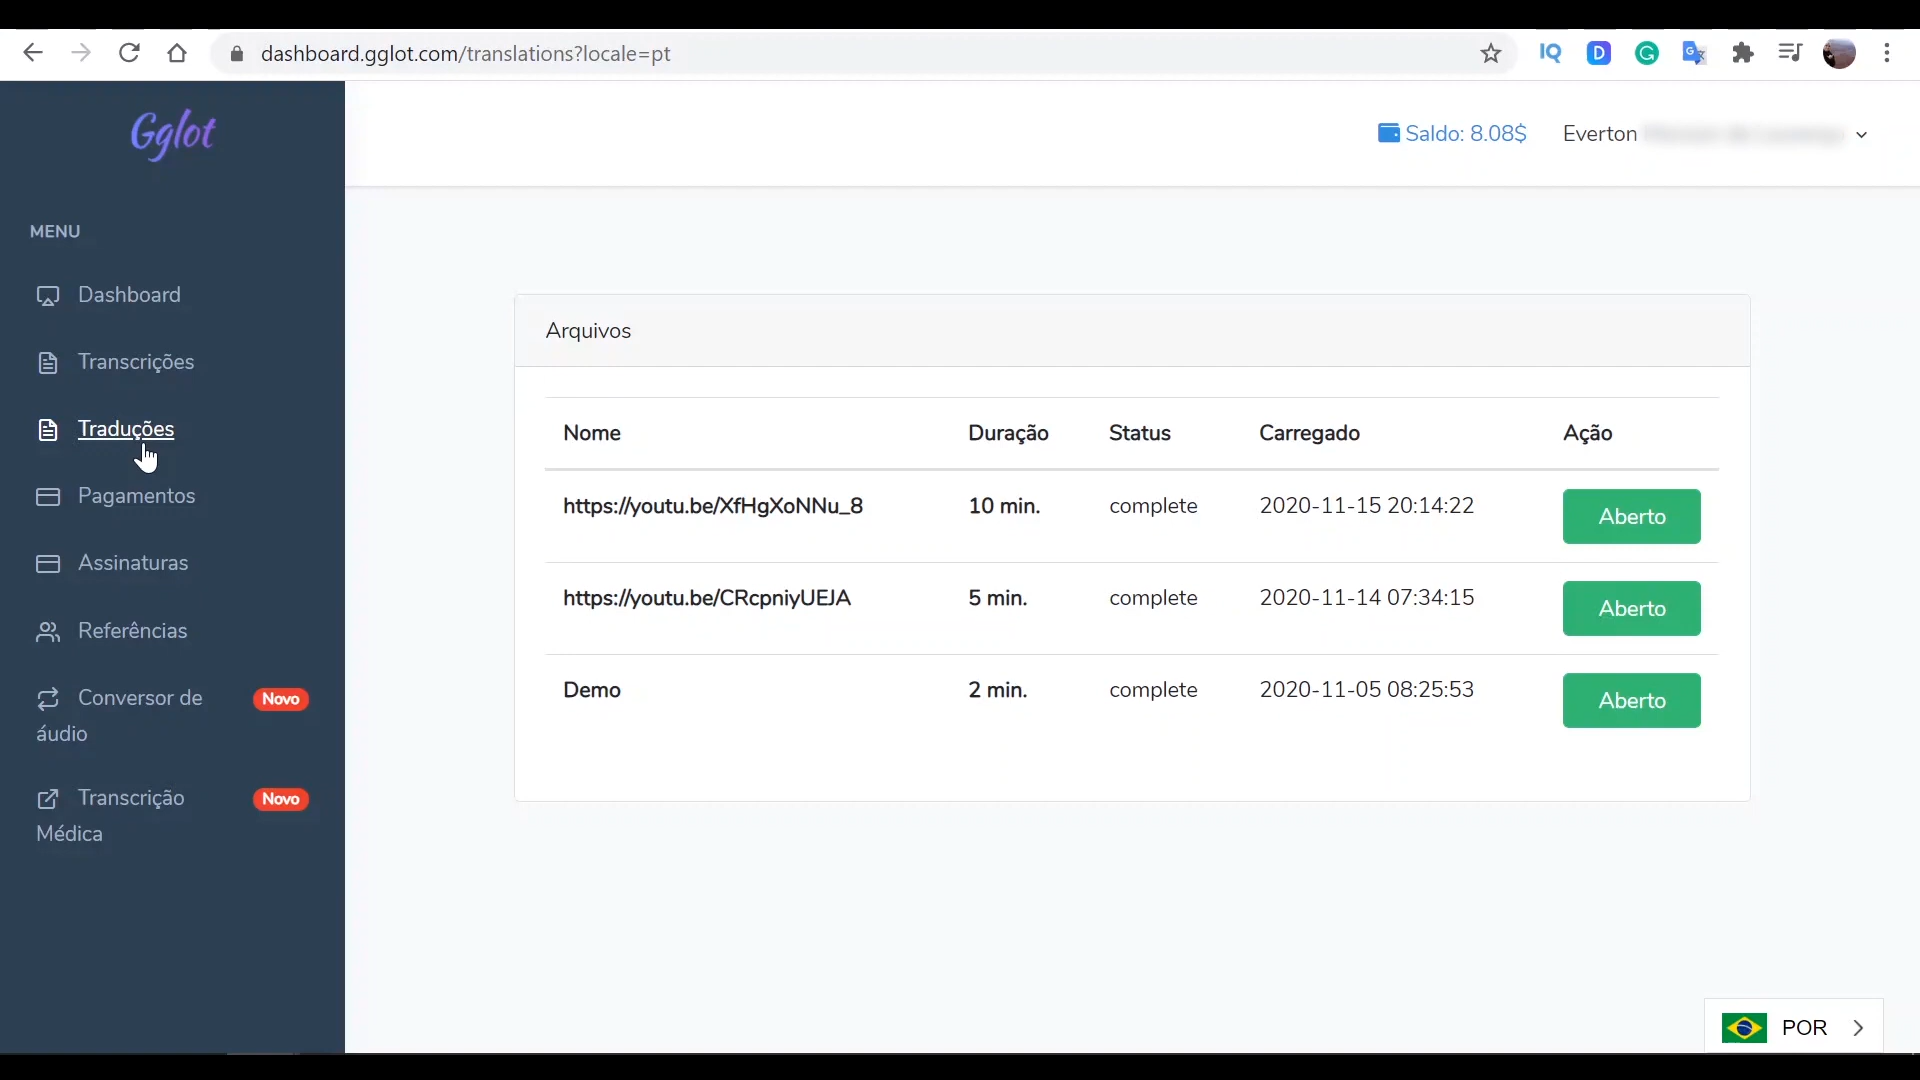 dashboard.gglot.com/translations?locale=pt
IQ
D
G
Gglot
Saldo: 8.08$
Everton
MENU
Dashboard
Transcrições
Traduções
Pagamentos
Assinaturas
Referências
Conversor de áudio
Novo
Transcrição Médica
Novo
Arquivos
Nome Duração Status Carregado Ação
https://youtu.be/XfHgXoNNu_8 10 min. complete 2020-11-15 20:14:22 Aberto
https://youtu.be/CRcpniyUEJA 5 min. complete 2020-11-14 07:34:15 Aberto
Demo 2 min. complete 2020-11-05 08:25:53 Aberto
POR